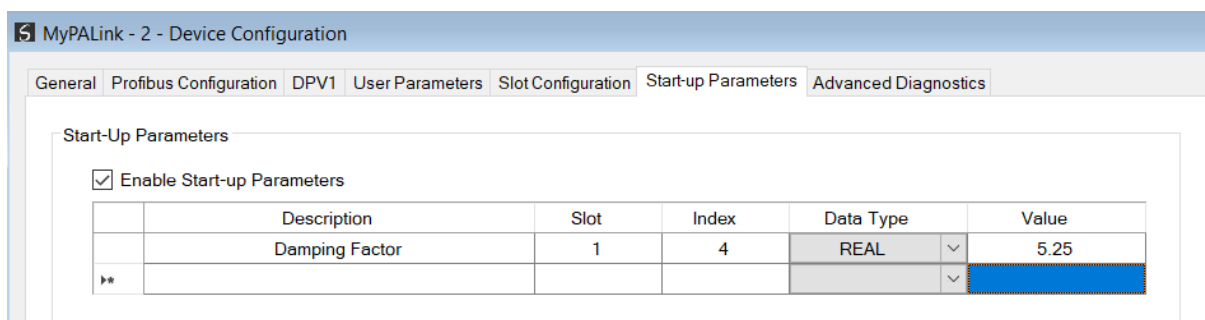 MyPALink - 2 - Device Configuration
General Profibus Configuration DPV1 User Parameters Slot Configuration Start-up Parameters Advanced Diagnostics
Start-Up Parameters
Enable Start-up Parameters
Description Slot Index Data Type Value
Damping Factor 1 4 REAL 5.25